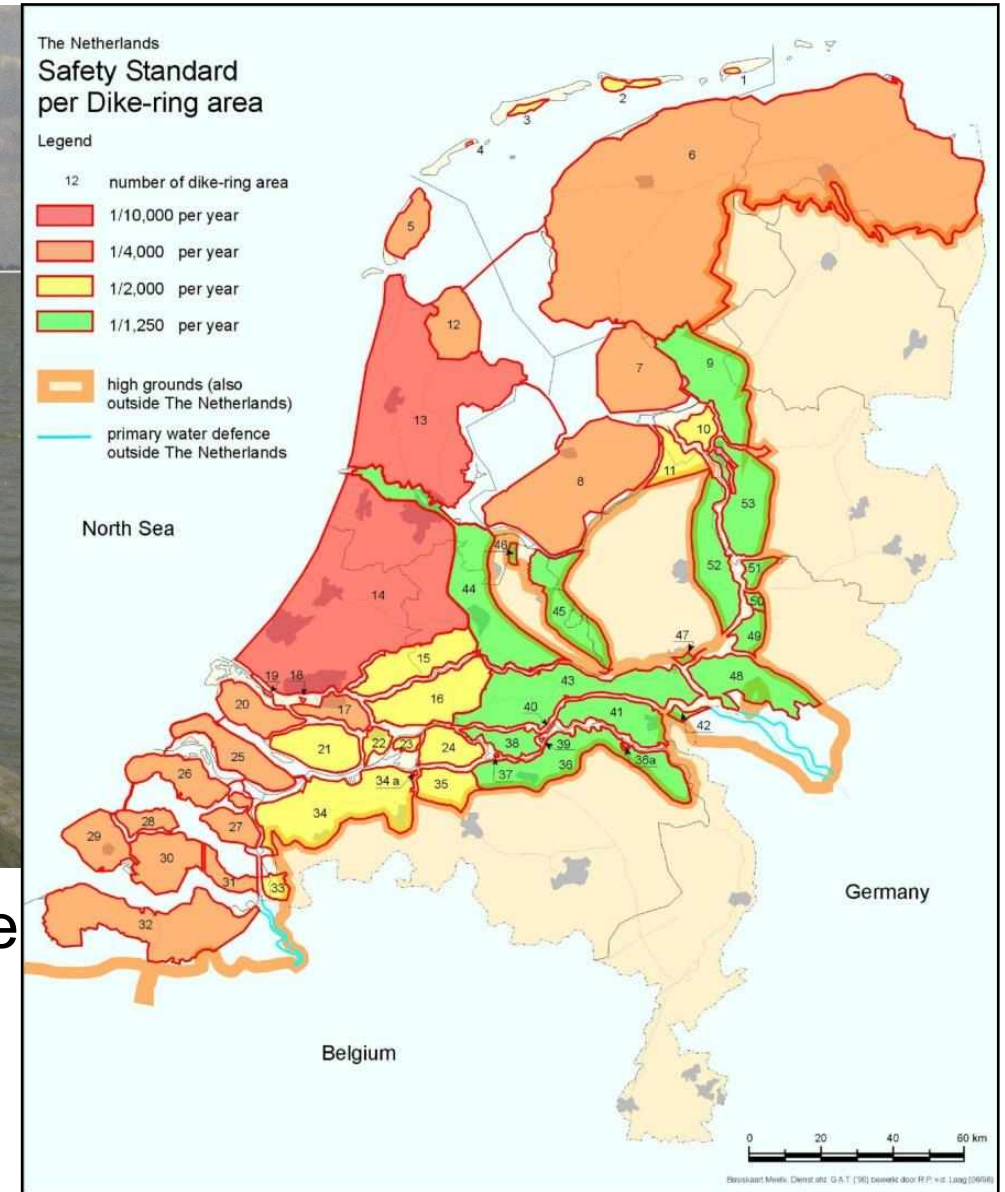 The Netherlands
Safety Standard
per Dike-ring area
Legend
12 number of dike-ring area
1/10,000 per year
1/4,000 per year
1/2,000 per year
1/1,250 per year
high grounds (also
outside The Netherlands)
primary water defence
outside The Netherlands
1
2
3
4
5
6
12
7
9
13
10
11
8
53
North Sea
46
52
51
14
44
45
50
49
47
15
48
19 18
43
20
17
16
40
41
42
21
22 23
24
38
39
25
36
36a
37
34a
35
26
34
27
28
29
30
31
33
Germany
32
e
Belgium
0 20 40 60 km